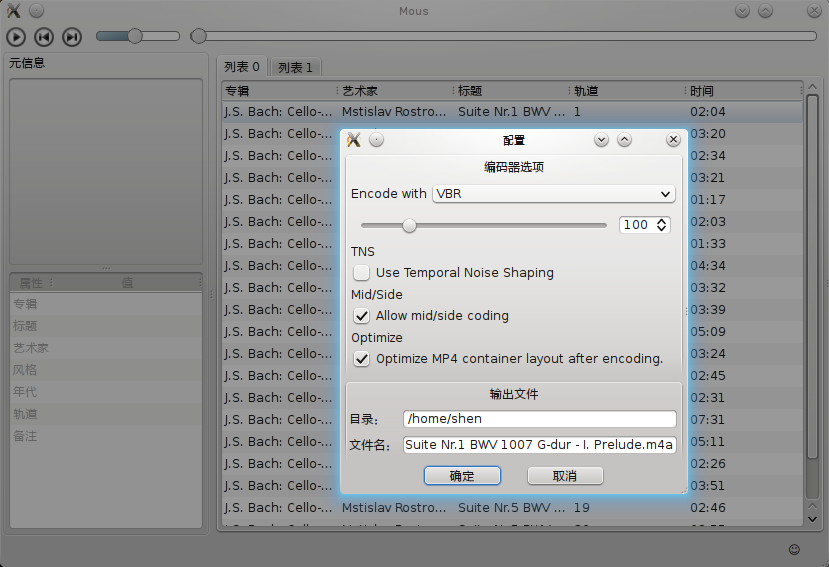 Mous
元信息
列表 0 列表 1
专辑 艺术家 标题 轨道 时间
J.S. Bach: Cello-... Mstislav Rostro... Suite Nr.1 BWV ... 1 02:04
J.S. Bach: Cello-... 03:20
J.S. Bach: Cello-... 02:34
J.S. Bach: Cello-... 03:21
J.S. Bach: Cello-... 01:17
J.S. Bach: Cello-... 02:03
J.S. Bach: Cello-... 01:33
J.S. Bach: Cello-... 04:34
J.S. Bach: Cello-... 03:32
J.S. Bach: Cello-... 03:39
J.S. Bach: Cello-... 05:09
J.S. Bach: Cello-... 03:24
J.S. Bach: Cello-... 02:45
J.S. Bach: Cello-... 02:31
J.S. Bach: Cello-... 07:31
J.S. Bach: Cello-... 05:11
J.S. Bach: Cello-... 02:26
J.S. Bach: Cello-... 03:51
J.S. Bach: Cello-... Mstislav Rostro... Suite Nr.5 BWV ... 19 02:46
属性 值
专辑
标题
艺术家
风格
年代
轨道
备注
配置
编码器选项
Encode with VBR
100
TNS
Use Temporal Noise Shaping
Mid/Side
Allow mid/side coding
Optimize
Optimize MP4 container layout after encoding.
输出文件
目录： /home/shen
文件名： Suite Nr.1 BWV 1007 G-dur - I. Prelude.m4a
确定 取消